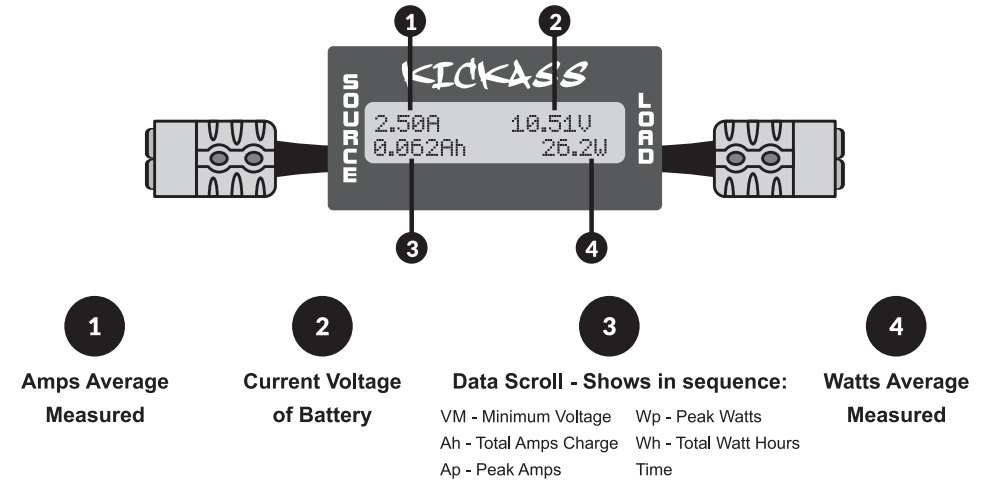 1 2
KICKASS
SOURCE
LOAD
2.50A 10.51V
0.062Ah 26.2W
3 4
1 2 3 4
Amps Average
Measured
Current Voltage
of Battery
Data Scroll - Shows in sequence:
VM - Minimum Voltage
Ah - Total Amps Charge
Ap - Peak Amps
Wp - Peak Watts
Wh - Total Watt Hours
Time
Watts Average
Measured